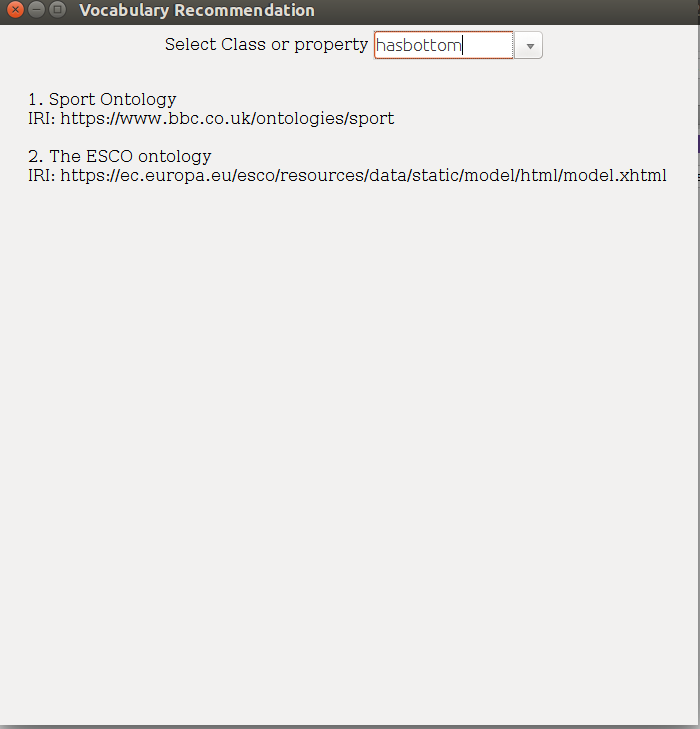 Vocabulary Recommendation
Select Class or property hasbottom
1. Sport Ontology
IRI: https://www.bbc.co.uk/ontologies/sport
2. The ESCO ontology
IRI: https://ec.europa.eu/esco/resources/data/static/model/html/model.xhtml